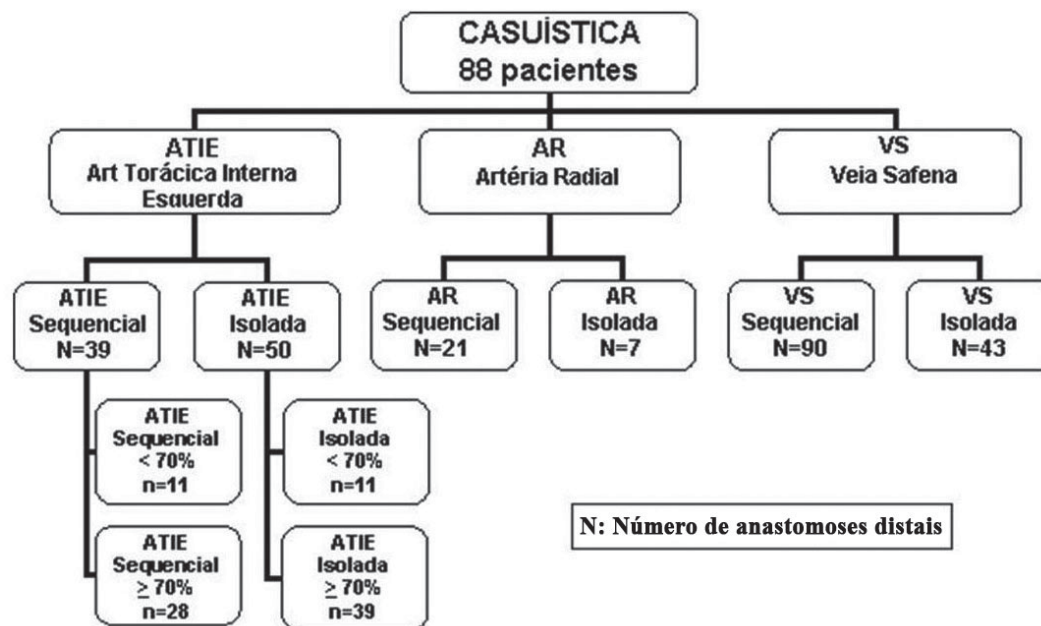 CASUÍSTICA
88 pacientes
ATIE
Art Torácica Interna
Esquerda
AR
Artéria Radial
VS
Veia Safena
ATIE
Sequencial
N=39
ATIE
Isolada
N=50
AR
Sequencial
N=21
AR
Isolada
N=7
VS
Sequencial
N=90
VS
Isolada
N=43
ATIE
Sequencial
< 70%
n=11
ATIE
Isolada
< 70%
n=11
ATIE
Sequencial
≥ 70%
n=28
ATIE
Isolada
≥ 70%
n=39
N: Número de anastomoses distais